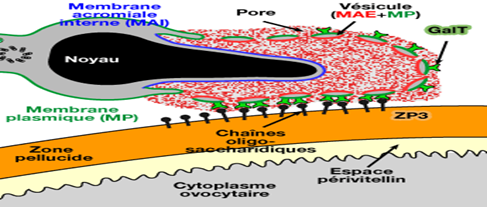 Membrane
acromiale
interne (MAI)
Pore
Vésicule
(MAE+MP)
GalT
Noyau
Membrane
plasmique (MP)
ZP3
Chaînes
oligo-
saccharidiques
Zone
pellucide
Espace
périvitellin
Cytoplasme
ovocytaire